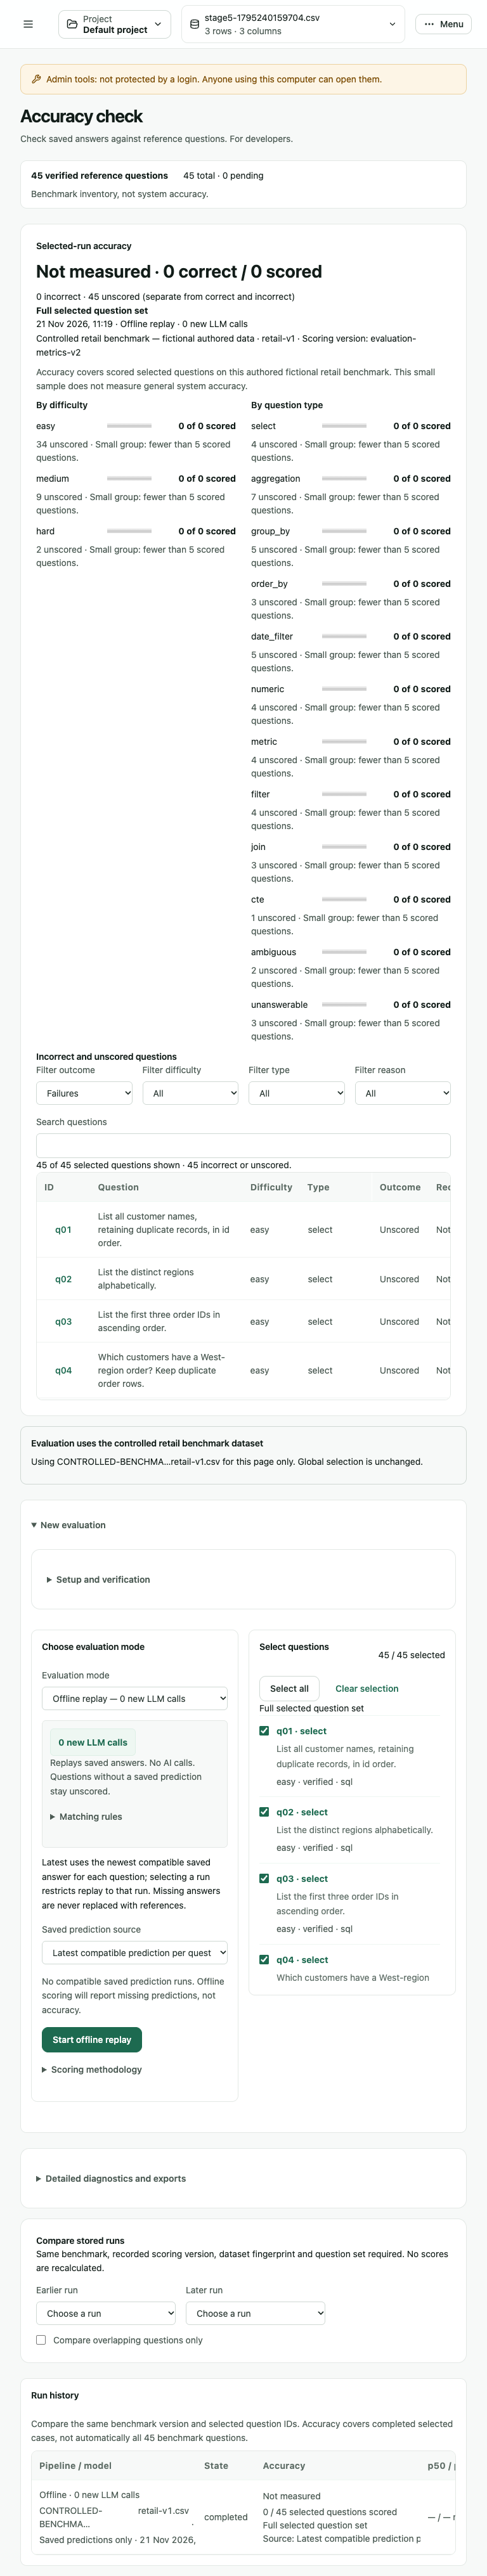 Project
Default project
stage5-1795240159704.csv
3 rows · 3 columns
Menu
Admin tools: not protected by a login. Anyone using this computer can open them.
Accuracy check
Check saved answers against reference questions. For developers.
45 verified reference questions 45 total · 0 pending
Benchmark inventory, not system accuracy.
Selected-run accuracy
Not measured · 0 correct / 0 scored
0 incorrect · 45 unscored (separate from correct and incorrect)
Full selected question set
21 Nov 2026, 11:19 · Offline replay · 0 new LLM calls
Controlled retail benchmark — fictional authored data · retail-v1 · Scoring version: evaluation-
metrics-v2
Accuracy covers scored selected questions on this authored fictional retail benchmark. This small
sample does not measure general system accuracy.
By difficulty
easy 0 of 0 scored
34 unscored · Small group: fewer than 5 scored
questions.
medium 0 of 0 scored
9 unscored · Small group: fewer than 5 scored
questions.
hard 0 of 0 scored
2 unscored · Small group: fewer than 5 scored
questions.
By question type
select 0 of 0 scored
4 unscored · Small group: fewer than 5 scored
questions.
aggregation 0 of 0 scored
7 unscored · Small group: fewer than 5 scored
questions.
group_by 0 of 0 scored
5 unscored · Small group: fewer than 5 scored
questions.
order_by 0 of 0 scored
3 unscored · Small group: fewer than 5 scored
questions.
date_filter 0 of 0 scored
5 unscored · Small group: fewer than 5 scored
questions.
numeric 0 of 0 scored
4 unscored · Small group: fewer than 5 scored
questions.
metric 0 of 0 scored
4 unscored · Small group: fewer than 5 scored
questions.
filter 0 of 0 scored
4 unscored · Small group: fewer than 5 scored
questions.
join 0 of 0 scored
3 unscored · Small group: fewer than 5 scored
questions.
cte 0 of 0 scored
1 unscored · Small group: fewer than 5 scored
questions.
ambiguous 0 of 0 scored
2 unscored · Small group: fewer than 5 scored
questions.
unanswerable 0 of 0 scored
3 unscored · Small group: fewer than 5 scored
questions.
Incorrect and unscored questions
Filter outcome Filter difficulty Filter type Filter reason
Failures All All All
Search questions
45 of 45 selected questions shown · 45 incorrect or unscored.
ID Question Difficulty Type Outcome Rec
q01 List all customer names,
retaining duplicate records, in id
order. easy select Unscored Not
q02 List the distinct regions
alphabetically. easy select Unscored Not
q03 List the first three order IDs in
ascending order. easy select Unscored Not
q04 Which customers have a West-
region order? Keep duplicate
order rows. easy select Unscored Not
Evaluation uses the controlled retail benchmark dataset
Using CONTROLLED-BENCHMA...retail-v1.csv for this page only. Global selection is unchanged.
New evaluation
Setup and verification
Choose evaluation mode
Evaluation mode
Offline replay — 0 new LLM calls
0 new LLM calls
Replays saved answers. No AI calls.
Questions without a saved prediction
stay unscored.
Matching rules
Latest uses the newest compatible saved
answer for each question; selecting a run
restricts replay to that run. Missing answers
are never replaced with references.
Saved prediction source
Latest compatible prediction per quest
No compatible saved prediction runs. Offline
scoring will report missing predictions, not
accuracy.
Start offline replay
Scoring methodology
Select questions
45 / 45 selected
Select all Clear selection
Full selected question set
q01 · select
List all customer names, retaining
duplicate records, in id order.
easy · verified · sql
q02 · select
List the distinct regions alphabetically.
easy · verified · sql
q03 · select
List the first three order IDs in
ascending order.
easy · verified · sql
q04 · select
Which customers have a West-region
Detailed diagnostics and exports
Compare stored runs
Same benchmark, recorded scoring version, dataset fingerprint and question set required. No scores
are recalculated.
Earlier run Later run
Choose a run Choose a run
Compare overlapping questions only
Run history
Compare the same benchmark version and selected question IDs. Accuracy covers completed selected
cases, not automatically all 45 benchmark questions.
Pipeline / model State Accuracy p50 /
Offline · 0 new LLM calls
CONTROLLED-
BENCHMA... retail-v1.csv ·
Saved predictions only · 21 Nov 2026,
completed
Not measured
0 / 45 selected questions scored
Full selected question set
Source: Latest compatible prediction p
— / —